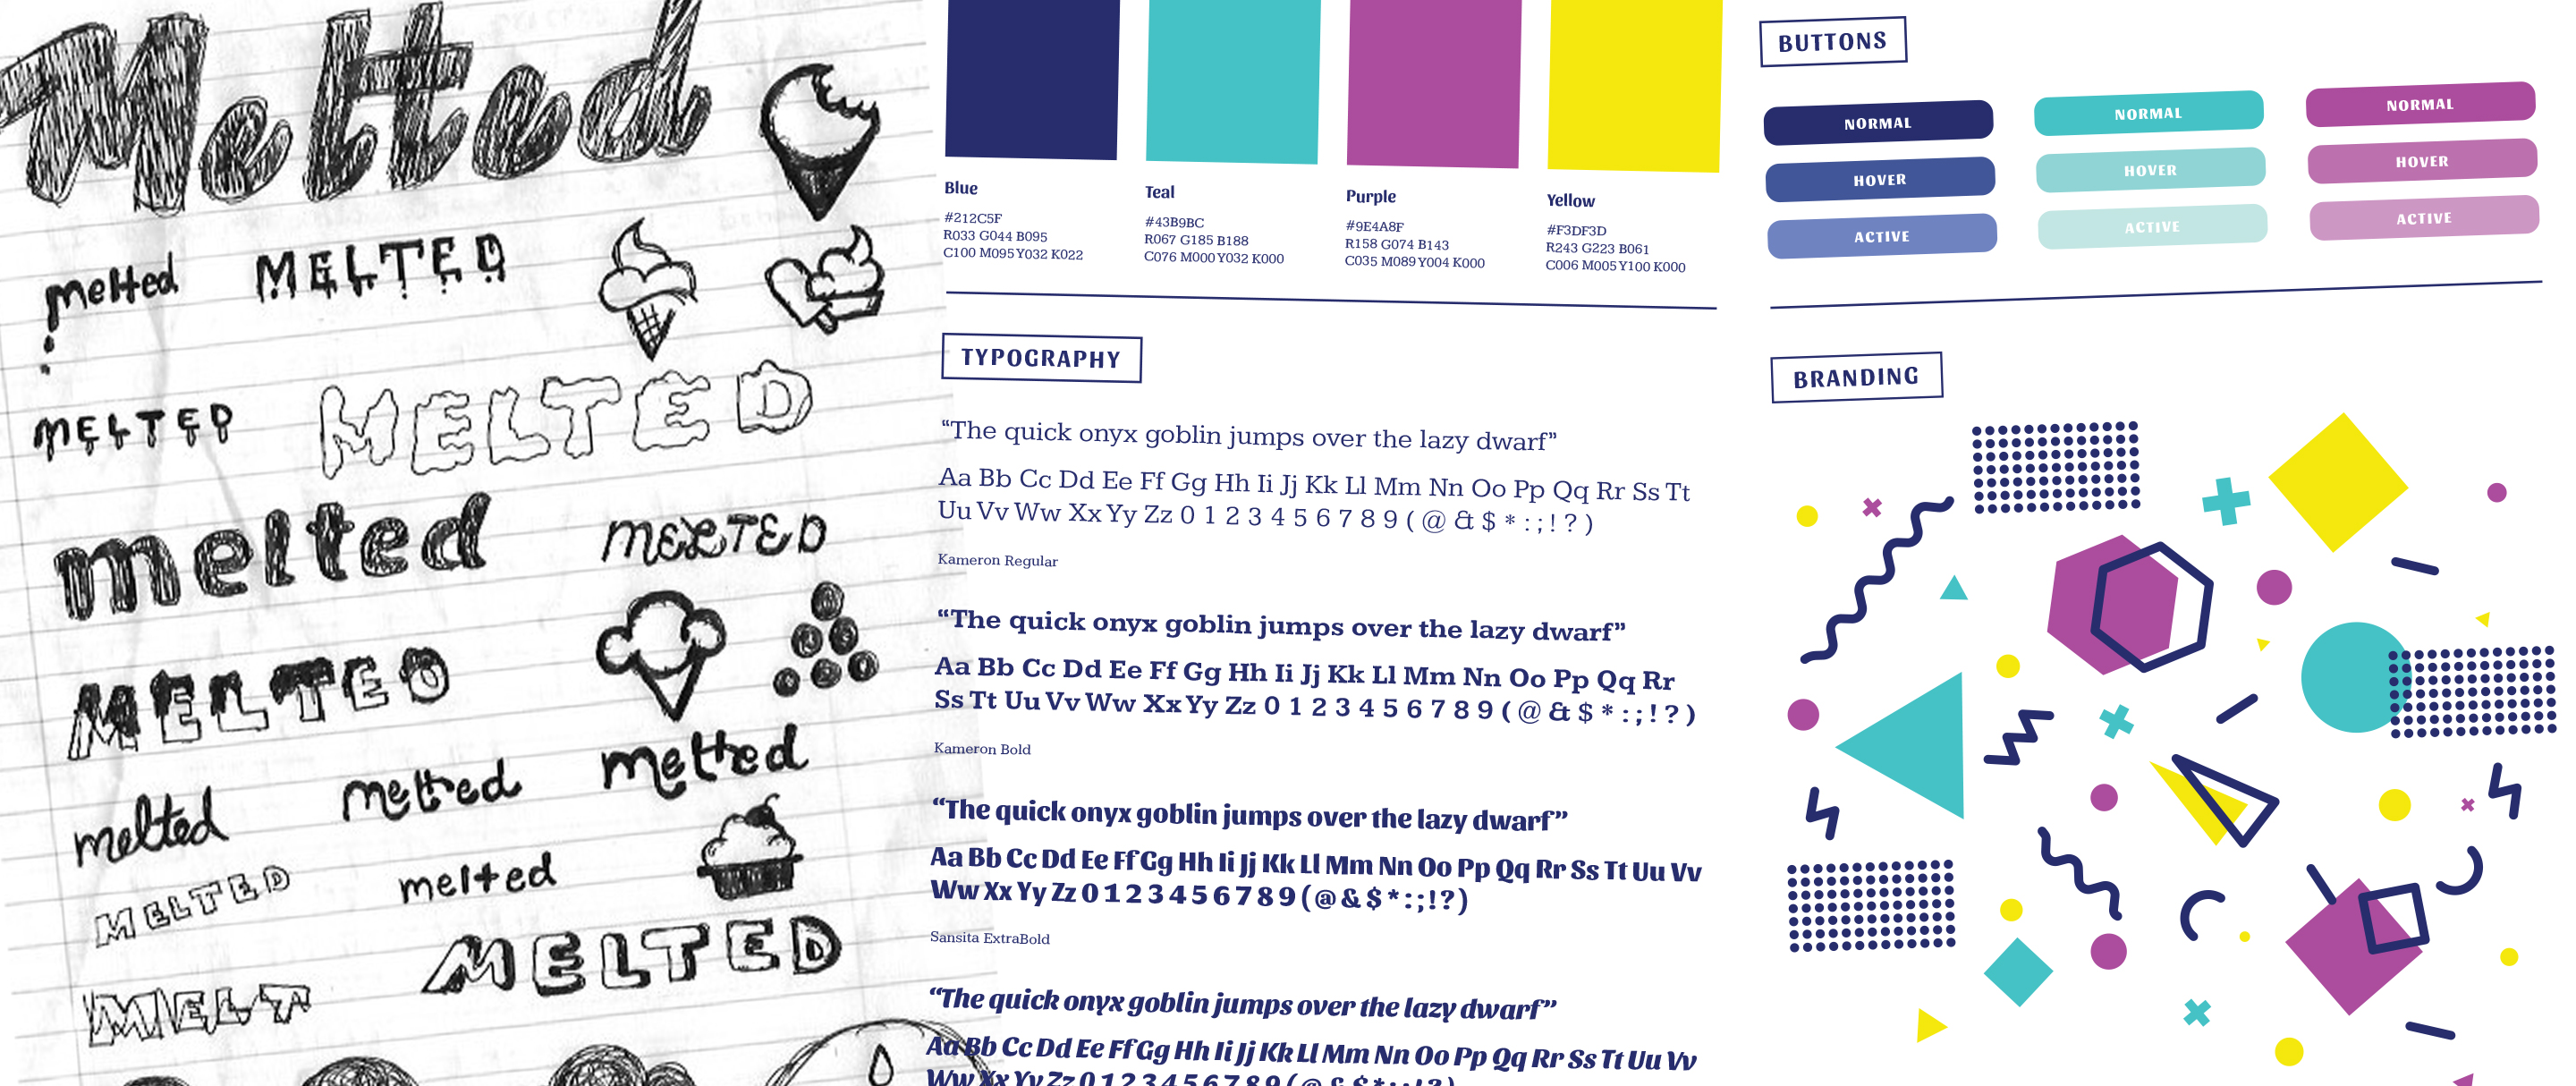 Melted
melted
MELTED
MELTED
MELTED
melted
MELTED
MELTED
melted
melted
melted
MELTED
melted
MELTED
MELT
Blue
#212C5F
R033 G044 B095
C100 M095 Y032 K022
Teal
#43B9BC
R067 G185 B188
C076 M000 Y032 K000
Purple
#9E4A8F
R158 G074 B143
C035 M089 Y004 K000
Yellow
#F3DF3D
R243 G223 B061
C006 M005 Y100 K000
TYPOGRAPHY
“The quick onyx goblin jumps over the lazy dwarf”
Aa Bb Cc Dd Ee Ff Gg Hh Ii Jj Kk Ll Mm Nn Oo Pp Qq Rr Ss Tt
Uu Vv Ww Xx Yy Zz 0 1 2 3 4 5 6 7 8 9 ( @ & $ * : ; ! ? )
Kameron Regular
“The quick onyx goblin jumps over the lazy dwarf”
Aa Bb Cc Dd Ee Ff Gg Hh Ii Jj Kk Ll Mm Nn Oo Pp Qq Rr
Ss Tt Uu Vv Ww Xx Yy Zz 0 1 2 3 4 5 6 7 8 9 ( @ & $ * : ; ! ? )
Kameron Bold
“The quick onyx goblin jumps over the lazy dwarf”
Aa Bb Cc Dd Ee Ff Gg Hh Ii Jj Kk Ll Mm Nn Oo Pp Qq Rr Ss Tt Uu Vv
Ww Xx Yy Zz 0 1 2 3 4 5 6 7 8 9 ( @ & $ * : ; ! ? )
Sansita ExtraBold
“The quick onyx goblin jumps over the lazy dwarf”
Aa Bb Cc Dd Ee Ff Gg Hh Ii Jj Kk Ll Mm Nn Oo Pp Qq Rr Ss Tt Uu Vv
Ww Xx Yy Zz 0 1 2 3 4 5 6 7 8 9 ( @ & $ * : ; ! ? )
BUTTONS
NORMAL
HOVER
ACTIVE
NORMAL
HOVER
ACTIVE
NORMAL
HOVER
ACTIVE
BRANDING